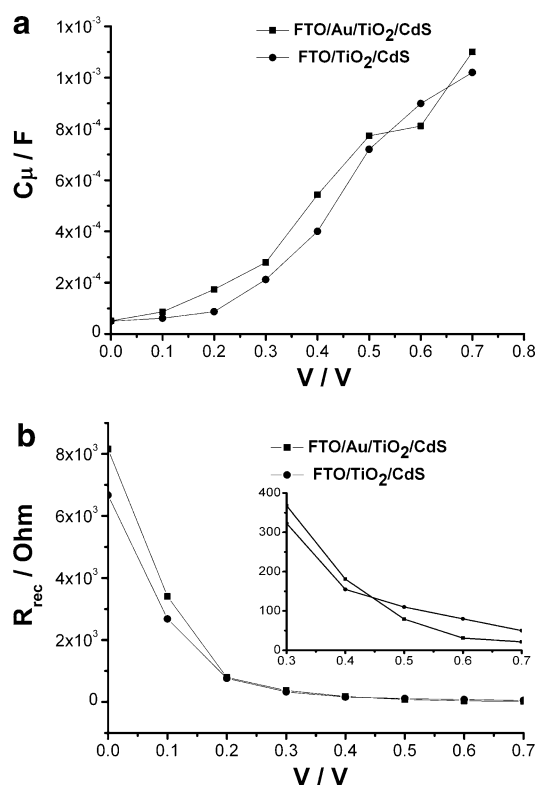 a
FTO/Au/TiO₂/CdS
FTO/TiO₂/CdS
1x10⁻³
1x10⁻³
8x10⁻⁴
6x10⁻⁴
4x10⁻⁴
2x10⁻⁴
0
Cμ / F
0.0 0.1 0.2 0.3 0.4 0.5 0.6 0.7 0.8
V / V
b
FTO/Au/TiO₂/CdS
FTO/TiO₂/CdS
8x10³
6x10³
4x10³
2x10³
0
R_rec / Ohm
400
300
200
100
0
0.3 0.4 0.5 0.6 0.7
0.0 0.1 0.2 0.3 0.4 0.5 0.6 0.7
V / V